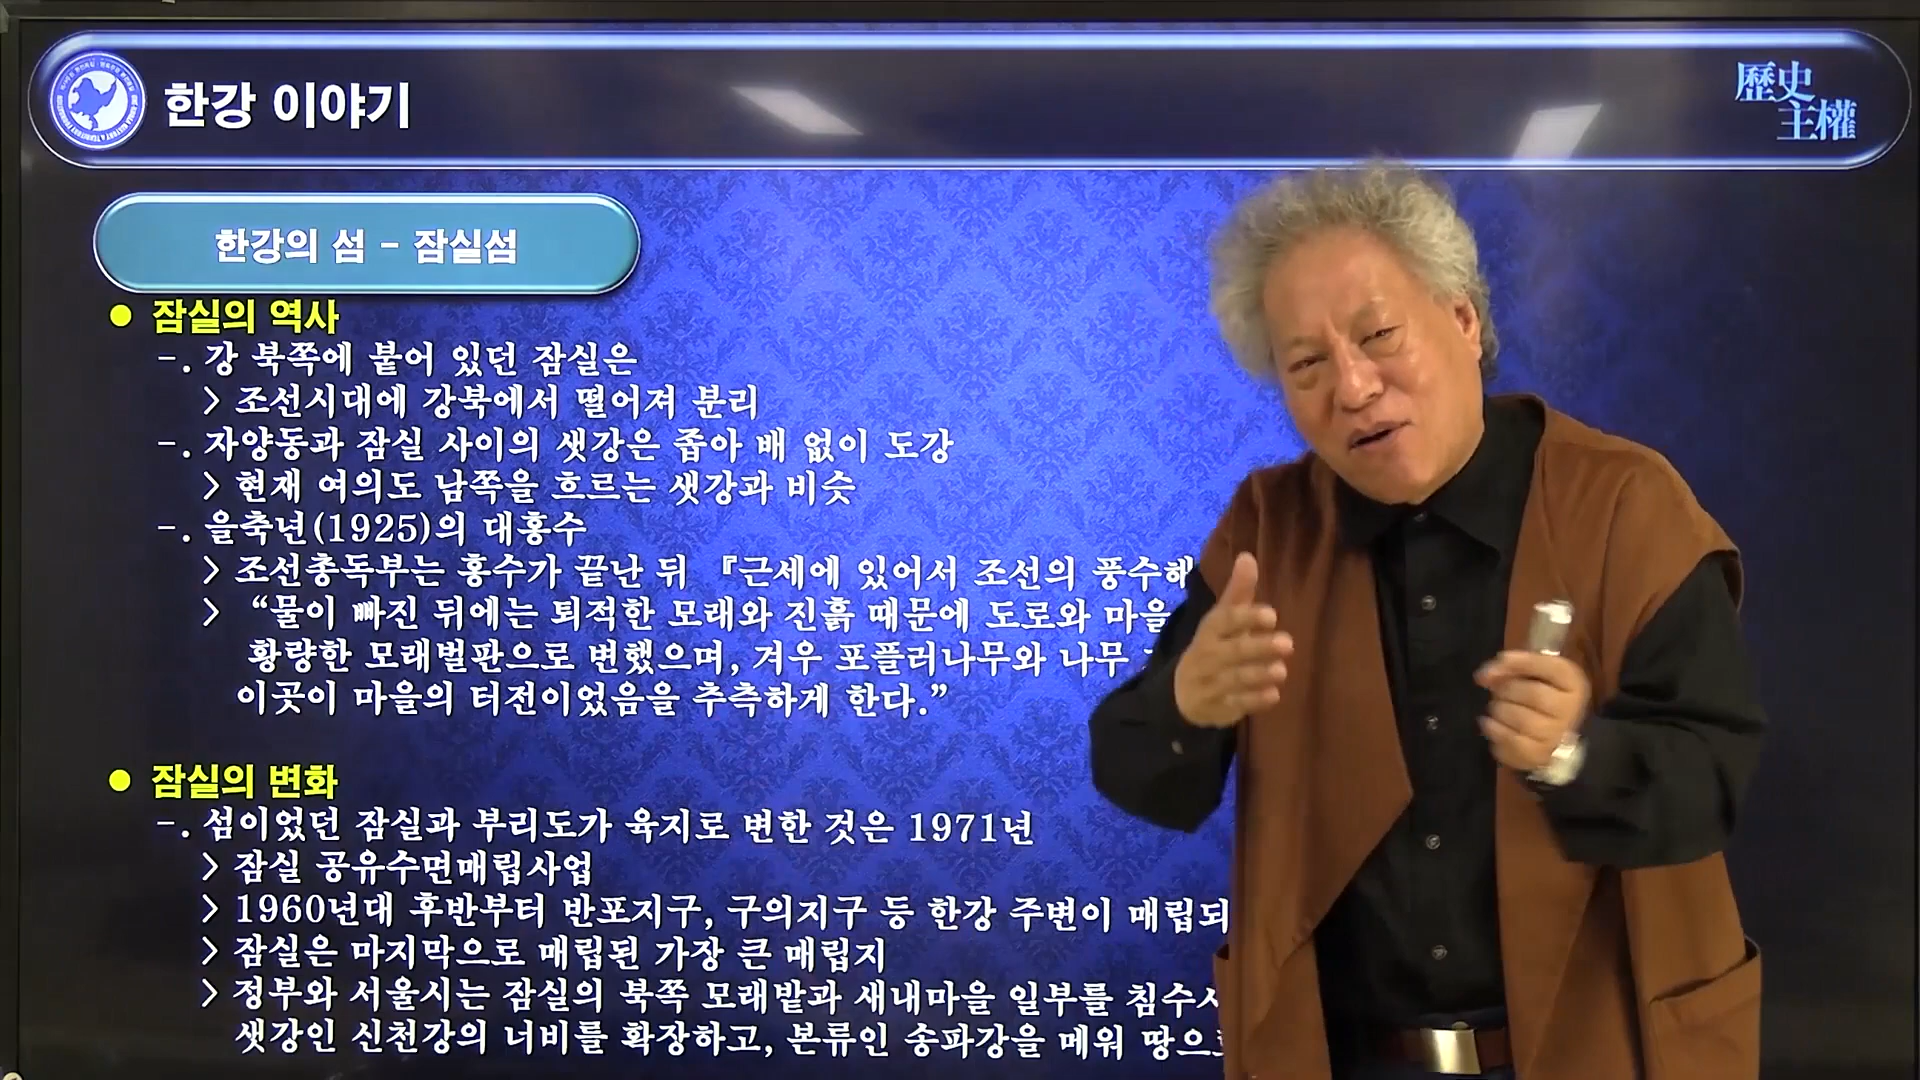 한강 이야기
歷史
主權
한강의 섬 - 잠실섬
● 잠실의 역사
-. 강 북쪽에 붙어 있던 잠실은
> 조선시대에 강북에서 떨어져 분리
-. 자양동과 잠실 사이의 샛강은 좁아 배 없이 도강
> 현재 여의도 남쪽을 흐르는 샛강과 비슷
-. 을축년(1925)의 대홍수
> 조선총독부는 홍수가 끝난 뒤 『근세에 있어서 조선의 풍수해
> “물이 빠진 뒤에는 퇴적한 모래와 진흙 때문에 도로와 마을
황량한 모래벌판으로 변했으며, 겨우 포플러나무와 나무
이곳이 마을의 터전이었음을 추측하게 한다.”
● 잠실의 변화
-. 섬이었던 잠실과 부리도가 육지로 변한 것은 1971년
> 잠실 공유수면매립사업
> 1960년대 후반부터 반포지구, 구의지구 등 한강 주변이 매립되
> 잠실은 마지막으로 매립된 가장 큰 매립지
> 정부와 서울시는 잠실의 북쪽 모래밭과 새내마을 일부를 침수시
샛강인 신천강의 너비를 확장하고, 본류인 송파강을 메워 땅으로